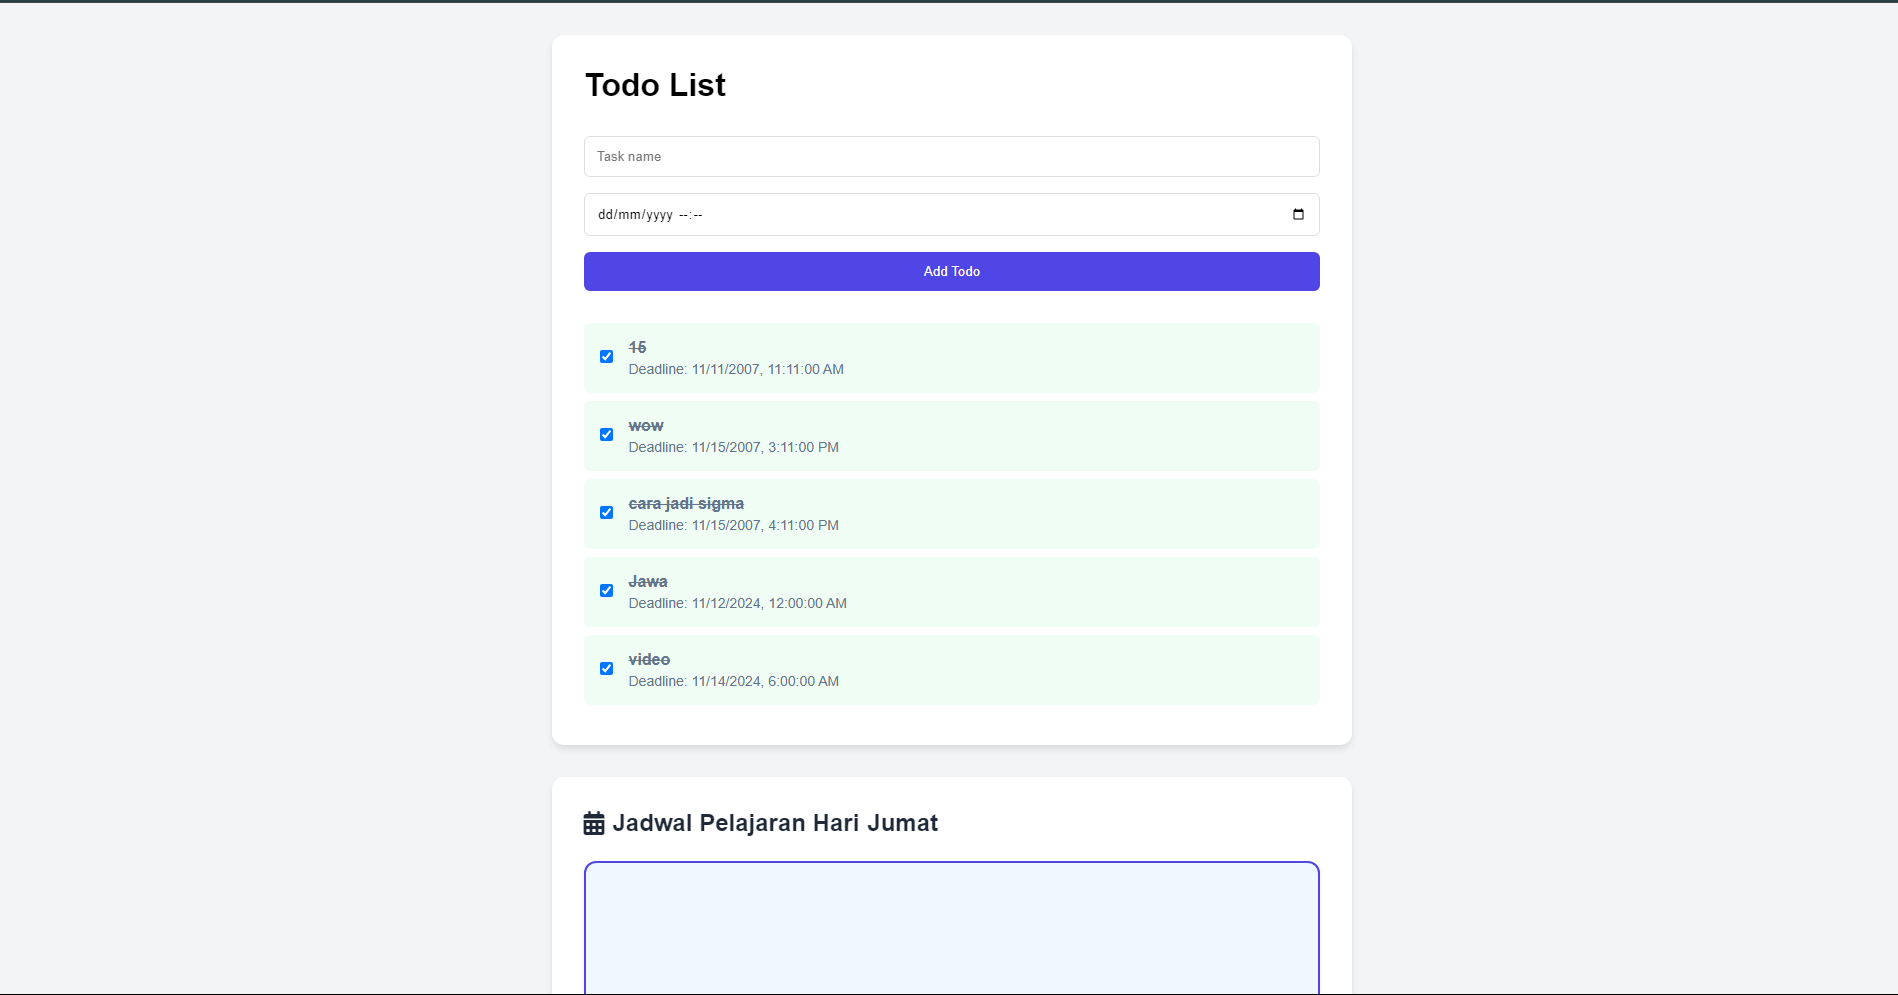 Todo List
Task name
dd/mm/yyyy --:--
Add Todo
15
Deadline: 11/11/2007, 11:11:00 AM
wow
Deadline: 11/15/2007, 3:11:00 PM
cara jadi sigma
Deadline: 11/15/2007, 4:11:00 PM
Jawa
Deadline: 11/12/2024, 12:00:00 AM
video
Deadline: 11/14/2024, 6:00:00 AM
Jadwal Pelajaran Hari Jumat